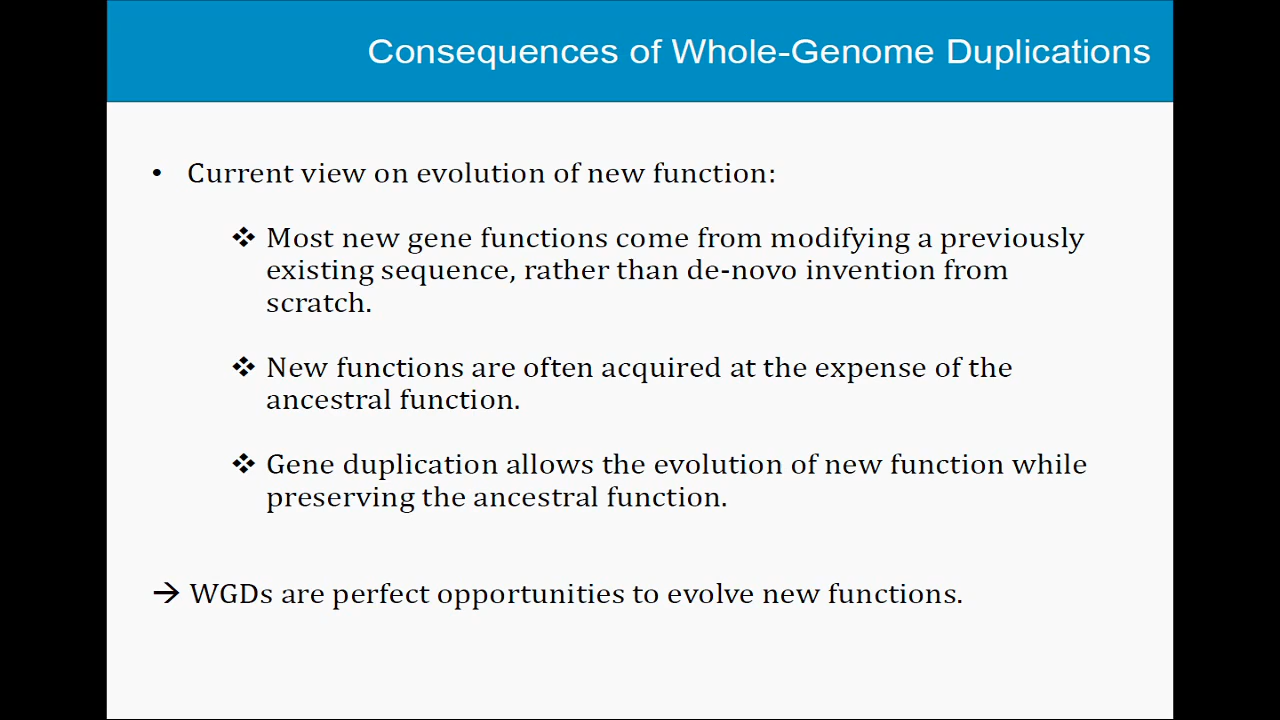 Consequences of Whole-Genome Duplications
• Current view on evolution of new function:
❖ Most new gene functions come from modifying a previously
existing sequence, rather than de-novo invention from
scratch.
❖ New functions are often acquired at the expense of the
ancestral function.
❖ Gene duplication allows the evolution of new function while
preserving the ancestral function.
→ WGDs are perfect opportunities to evolve new functions.